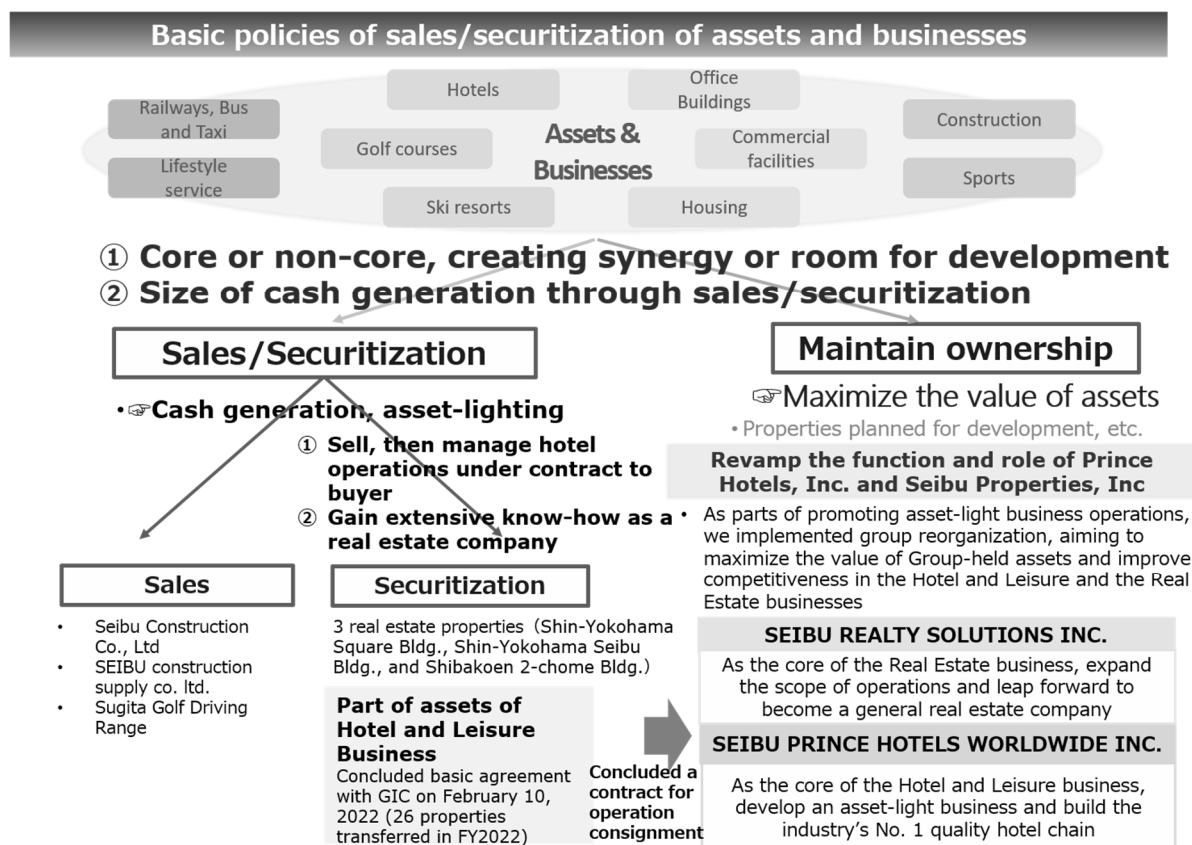 Basic policies of sales/securitization of assets and businesses
Hotels
Office
Buildings
Railways, Bus
and Taxi
Construction
Golf courses
Assets &
Businesses
Commercial
facilities
Lifestyle
service
Sports
Ski resorts
Housing
① Core or non-core, creating synergy or room for development
② Size of cash generation through sales/securitization
Sales/Securitization
•☞Cash generation, asset-lighting
① Sell, then manage hotel
operations under contract to
buyer
② Gain extensive know-how as a
real estate company
Sales
• Seibu Construction
Co., Ltd
• SEIBU construction
supply co. ltd.
• Sugita Golf Driving
Range
Securitization
3 real estate properties（Shin-Yokohama
Square Bldg., Shin-Yokohama Seibu
Bldg., and Shibakoen 2-chome Bldg.）
Part of assets of
Hotel and Leisure
Business
Concluded basic agreement
with GIC on February 10,
2022 (26 properties
transferred in FY2022)
Concluded a
contract for
operation
consignment
Maintain ownership
☞Maximize the value of assets
• Properties planned for development, etc.
Revamp the function and role of Prince
Hotels, Inc. and Seibu Properties, Inc
• As parts of promoting asset-light business operations,
we implemented group reorganization, aiming to
maximize the value of Group-held assets and improve
competitiveness in the Hotel and Leisure and the Real
Estate businesses
SEIBU REALTY SOLUTIONS INC.
As the core of the Real Estate business, expand
the scope of operations and leap forward to
become a general real estate company
SEIBU PRINCE HOTELS WORLDWIDE INC.
As the core of the Hotel and Leisure business,
develop an asset-light business and build the
industry's No. 1 quality hotel chain